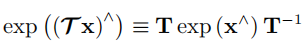 exp ((𝓣x)^∧) ≡ T exp (x^∧) T^−1